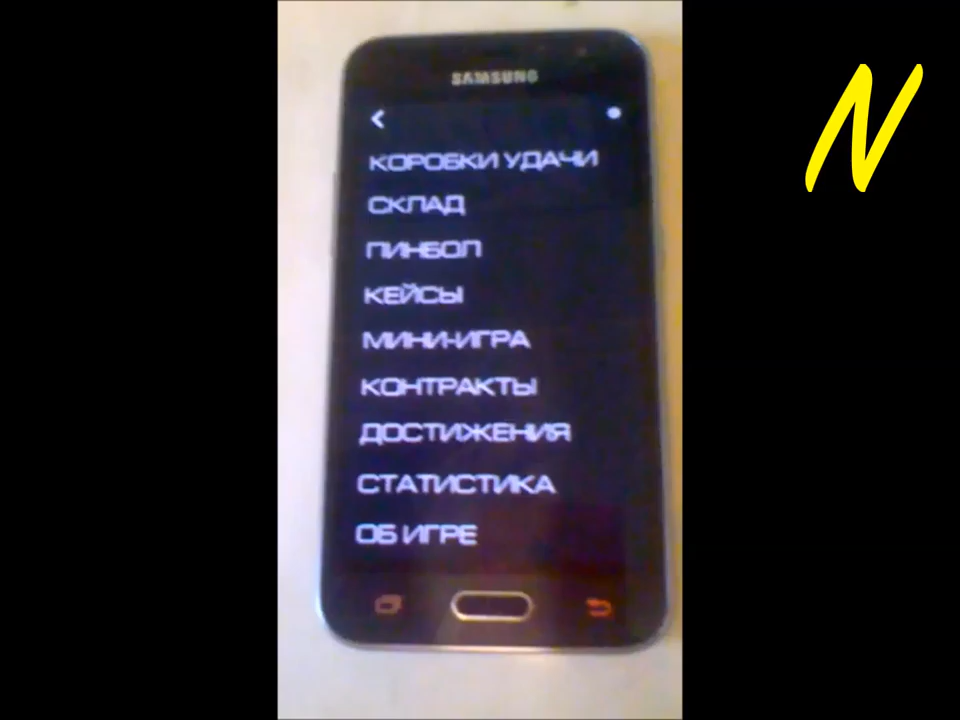 N
SAMSUNG
КОРОБКИ УДАЧИ
СКЛАД
ПИНБОЛ
КЕЙСЫ
МИНИ-ИГРА
КОНТРАКТЫ
ДОСТИЖЕНИЯ
СТАТИСТИКА
ОБ ИГРЕ